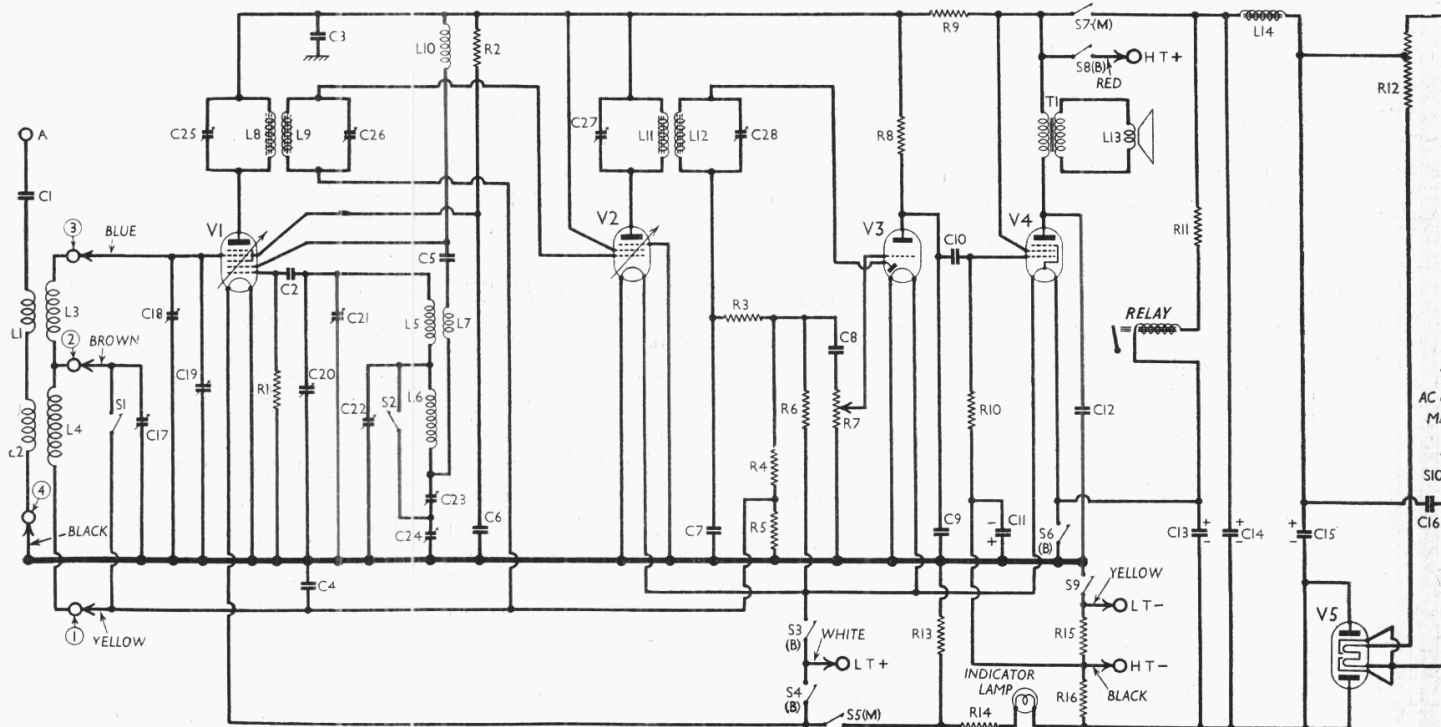 C3
L10
R2
R9
S7(M)
L14
S8(B)
HT+
RED
R12
C25
L8
L9
C26
C27
L11
L12
C28
R8
T1
L13
A
C1
V1
V2
V3
V4
C10
R11
3
BLUE
C5
C2
L1
L3
C18
C21
L5
L7
R3
RELAY
2
BROWN
C8
C19
R1
C20
C22
S2
L6
R6
R7
R10
C12
S1
C17
L4
C2
AC
R4
S10
4
C23
C16
BLACK
C24
C6
C7
R5
C9
C11
S6
(B)
C13
C14
C15
C4
S9
YELLOW
LT-
1
YELLOW
V5
S3
(B)
WHITE
LT+
R13
R15
HT-
BLACK
INDICATOR
LAMP
S4
(B)
S5(M)
R14
R16